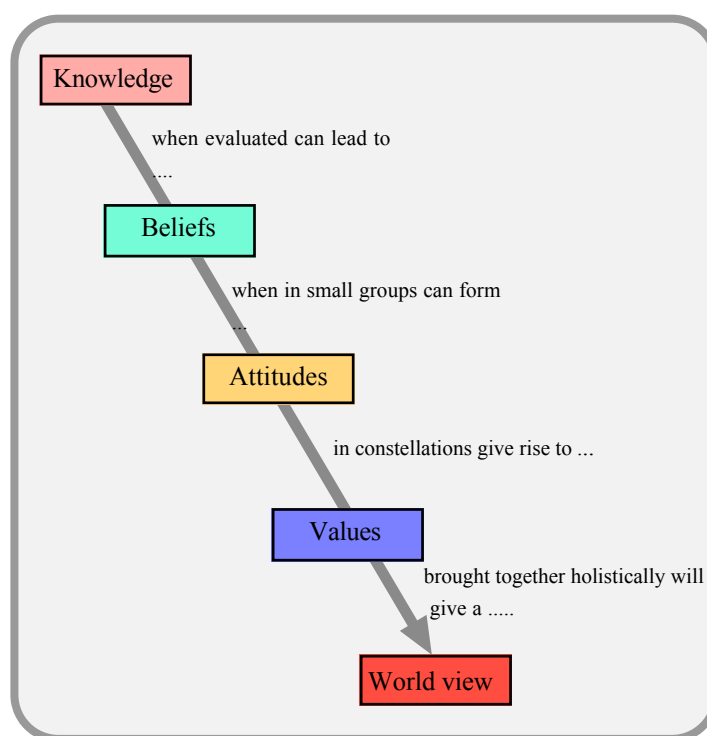 Knowledge
when evaluated can lead to
....
Beliefs
when in small groups can form
...
Attitudes
in constellations give rise to ...
Values
brought together holistically will
give a .....
World view